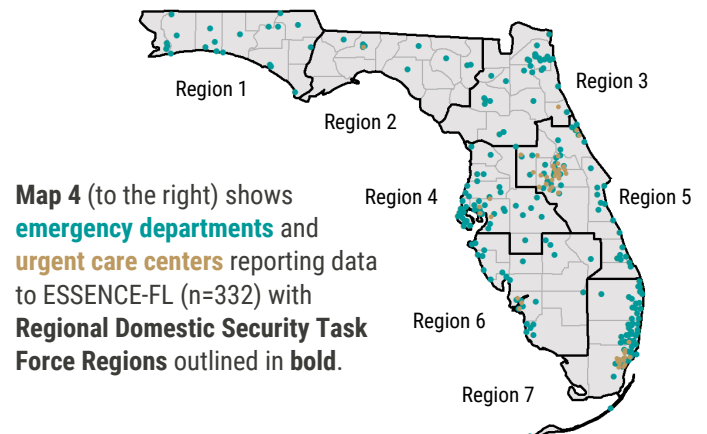 Region 1
Region 2
Region 3
Region 4
Region 5
Region 6
Region 7
Map 4 (to the right) shows
emergency departments and
urgent care centers reporting data
to ESSENCE-FL (n=332) with
Regional Domestic Security Task
Force Regions outlined in bold.